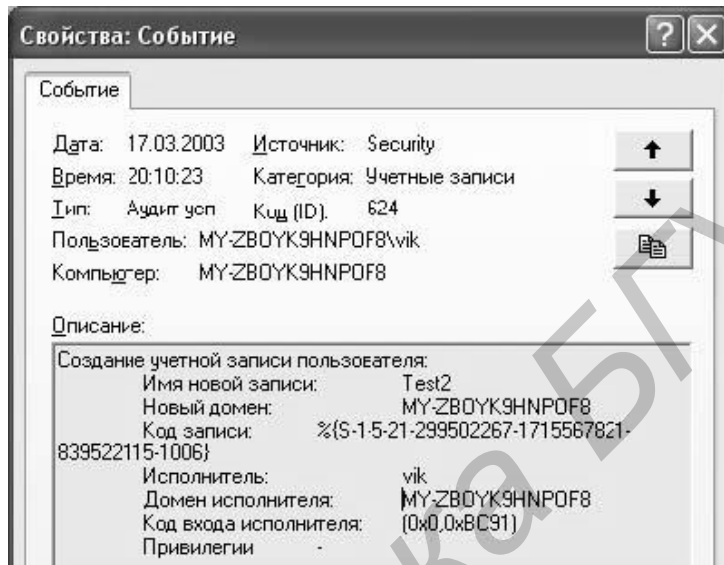 Свойства: Событие
Событие
Дата: 17.03.2003 Источник: Security
Время: 20:10:23 Категория: Учетные записи
Тип: Аудит усп Код (ID): 624
Пользователь: MY-ZBOYK9HNPOF8\vik
Компьютер: MY-ZBOYK9HNPOF8
Описание:
Создание учетной записи пользователя:
Имя новой записи: Test2
Новый домен: MY-ZBOYK9HNPOF8
Код записи: %{S-1-5-21-299502267-1715567821-
839522115-1006}
Исполнитель: vik
Домен исполнителя: MY-ZBOYK9HNPOF8
Код входа исполнителя: (0x0,0xBC91)
Привилегии -
ка БГУ